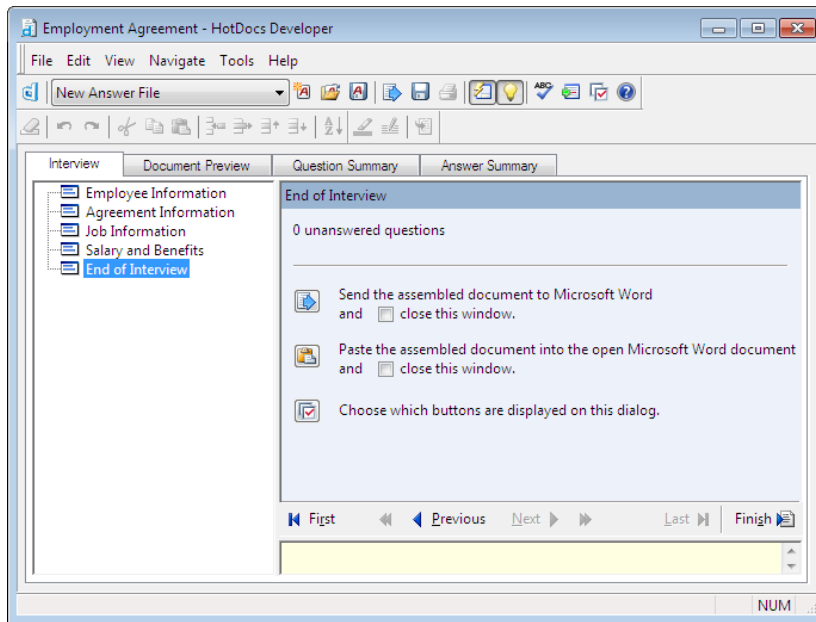 Employment Agreement - HotDocs Developer
File Edit View Navigate Tools Help
New Answer File
ABC
Interview Document Preview Question Summary Answer Summary
Employee Information
Agreement Information
Job Information
Salary and Benefits
End of Interview
End of Interview
0 unanswered questions
Send the assembled document to Microsoft Word
and close this window.
Paste the assembled document into the open Microsoft Word document
and close this window.
Choose which buttons are displayed on this dialog.
First Previous Next Last Finish
NUM